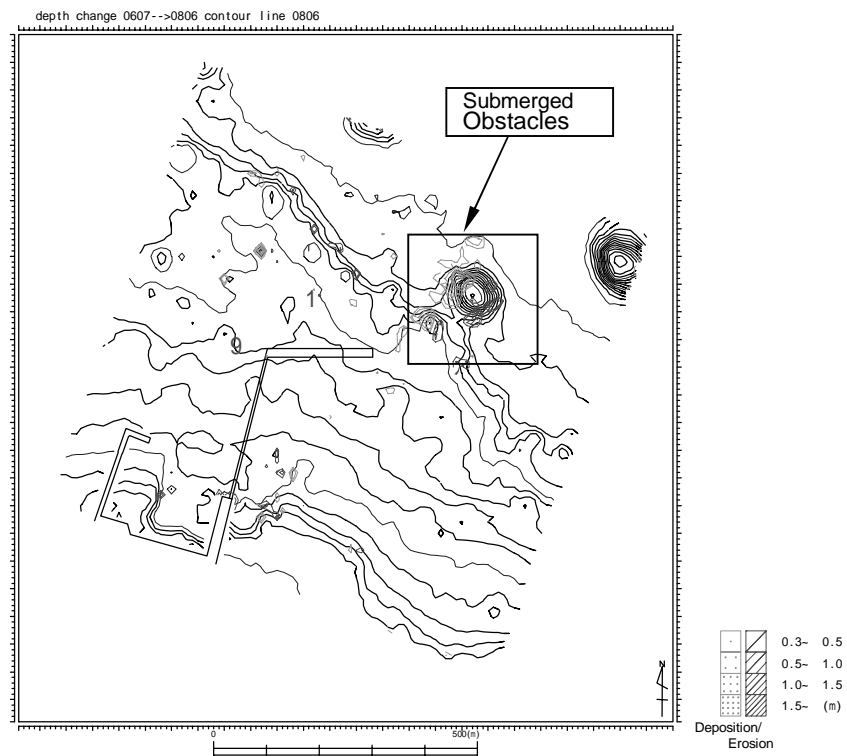 depth change 0607-->0806 contour line 0806
Submerged
Obstacles
1
9
N
0.3~ 0.5
0.5~ 1.0
1.0~ 1.5
1.5~ (m)
Deposition/
Erosion
0 500(m)